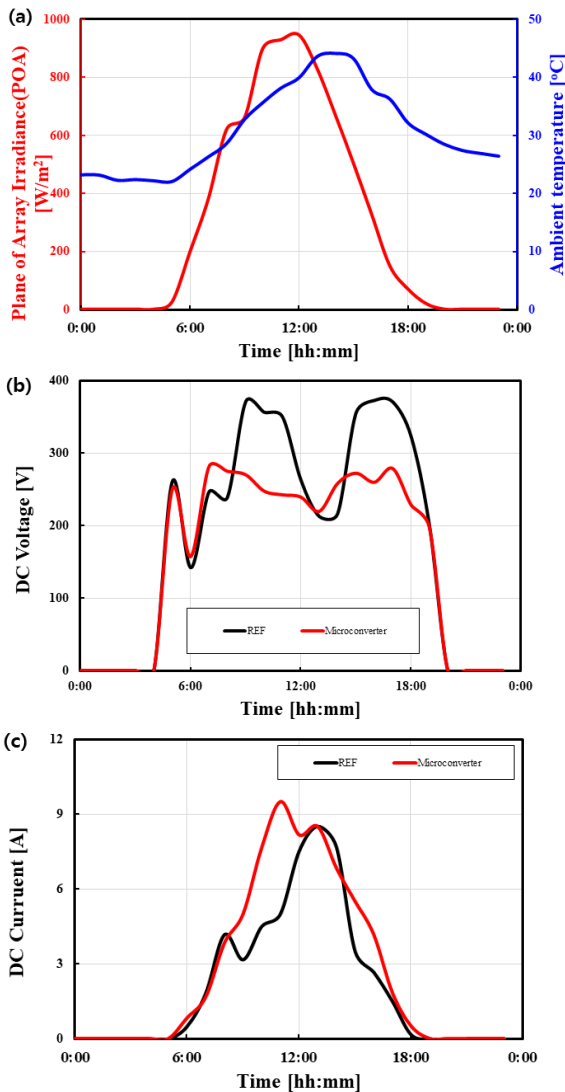 (a)
Plane of Array Irradiance(POA)
[W/m²]
1000
800
600
400
200
0
50
40
30
20
10
0
Ambient temperature [°C]
0:00 6:00 12:00 18:00 0:00
Time [hh:mm]
(b)
DC Voltage [V]
400
300
200
100
0
REF Microconverter
0:00 6:00 12:00 18:00 0:00
Time [hh:mm]
(c)
DC Curruent [A]
12
9
6
3
0
REF Microconverter
0:00 6:00 12:00 18:00 0:00
Time [hh:mm]